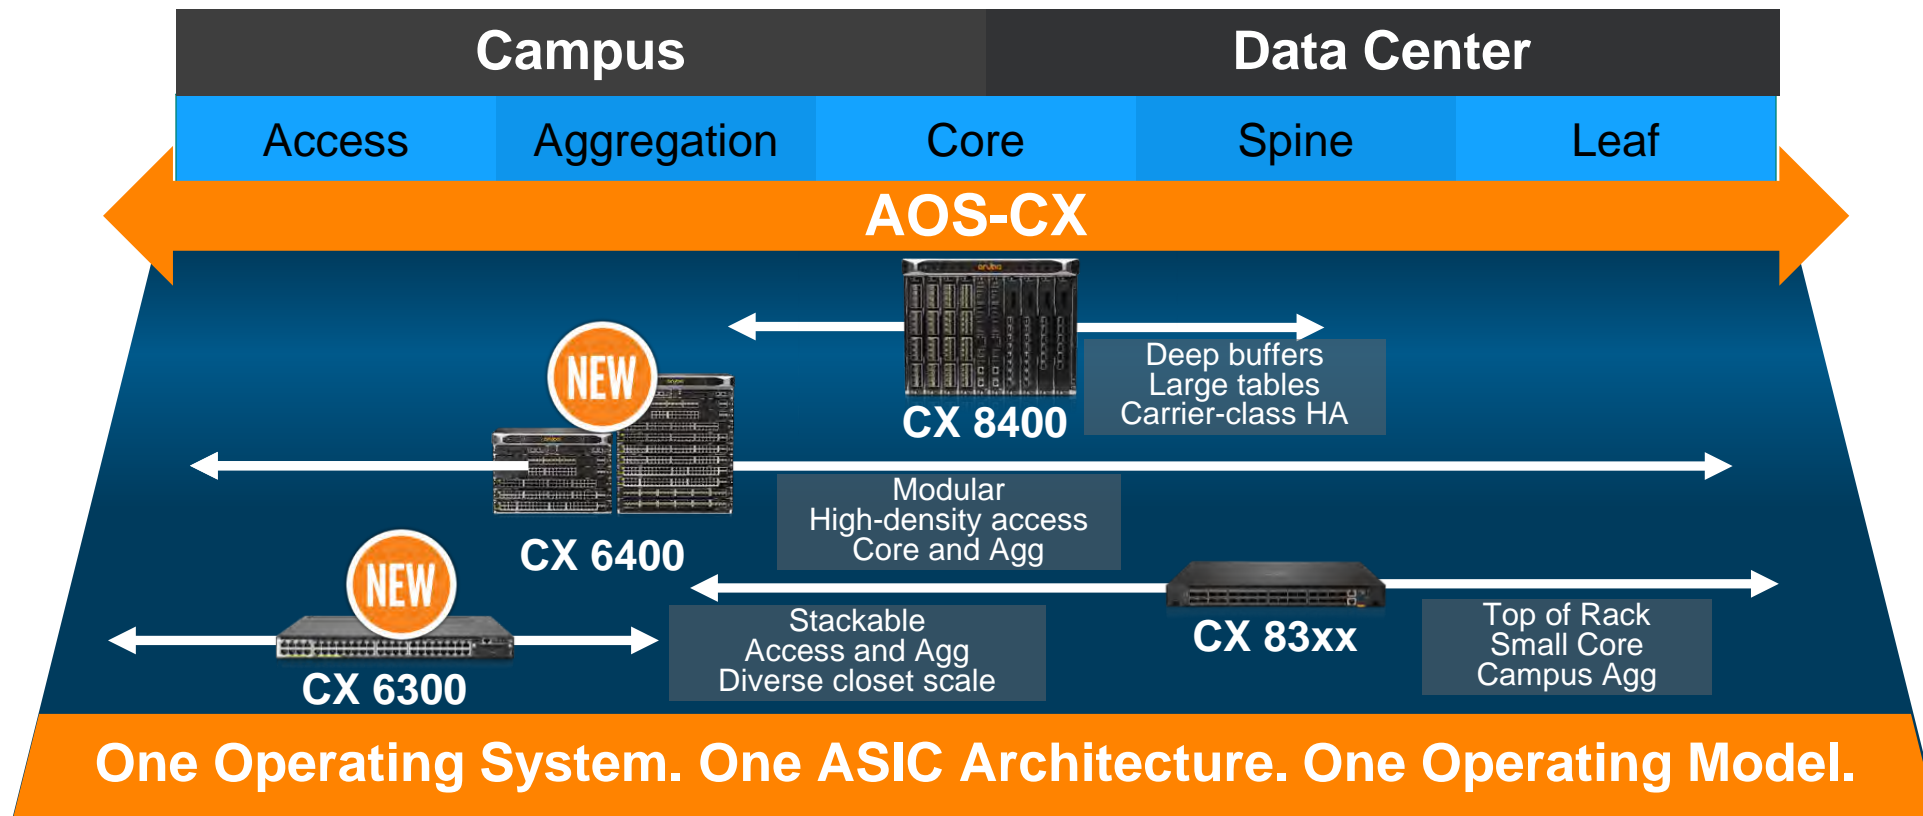 Campus
Data Center
Access
Aggregation
Core
Spine
Leaf
AOS-CX
aruba
CX 8400
Deep buffers
Large tables
Carrier-class HA
NEW
aruba
aruba
CX 6400
Modular
High-density access
Core and Agg
NEW
CX 6300
Stackable
Access and Agg
Diverse closet scale
CX 83xx
Top of Rack
Small Core
Campus Agg
One Operating System. One ASIC Architecture. One Operating Model.